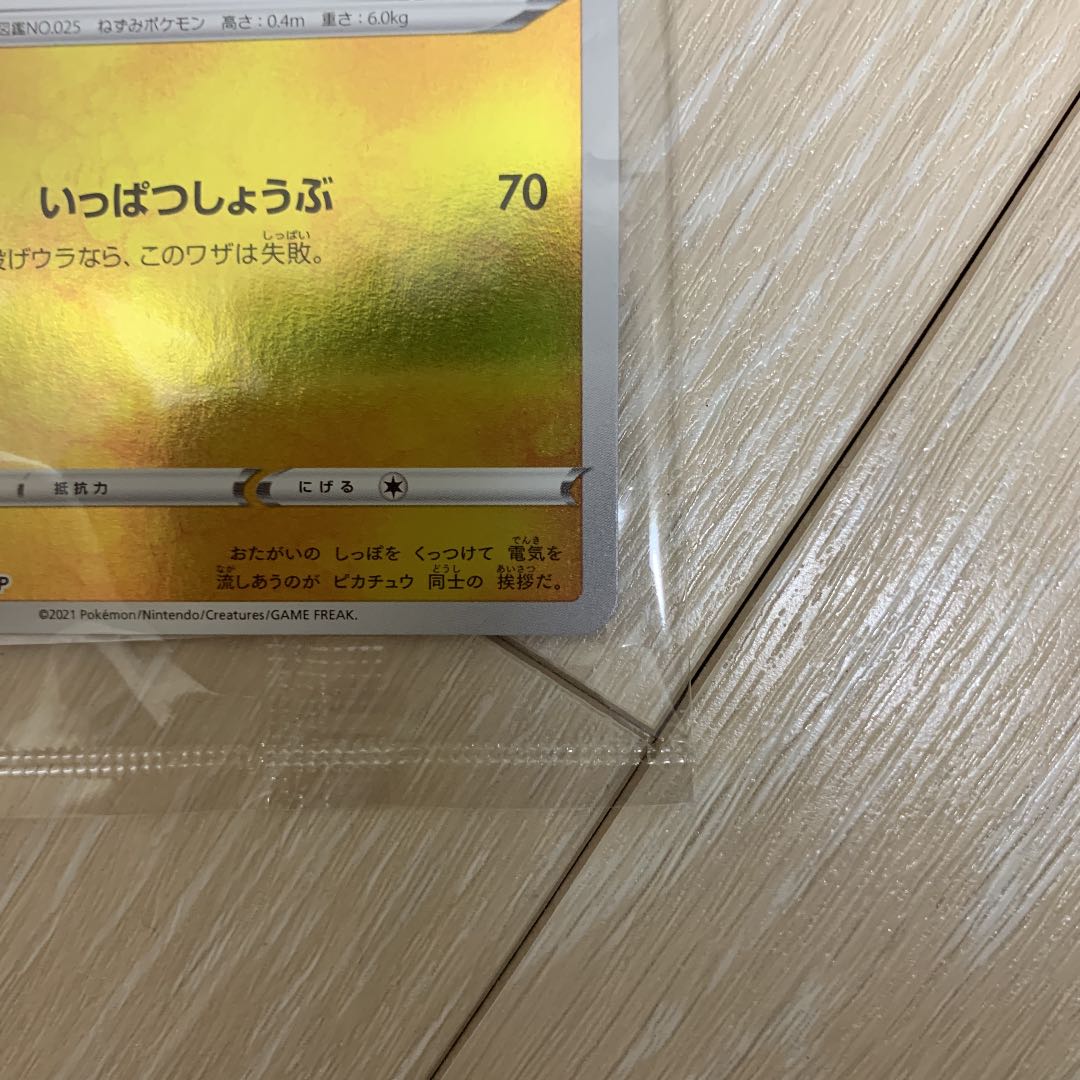 図鑑NO.025 ねずみポケモン 高さ:0.4m 重さ:6.0kg
いっぱつしょうぶ 70
投げウラなら、このワザは失敗。
しっぱい
抵抗力 にげる
おたがいの しっぽを くっつけて 電気を
でんき
流しあうのが ピカチュウ 同士の 挨拶だ。
なが どうし あいさつ
P
©2021 Pokémon/Nintendo/Creatures/GAME FREAK.